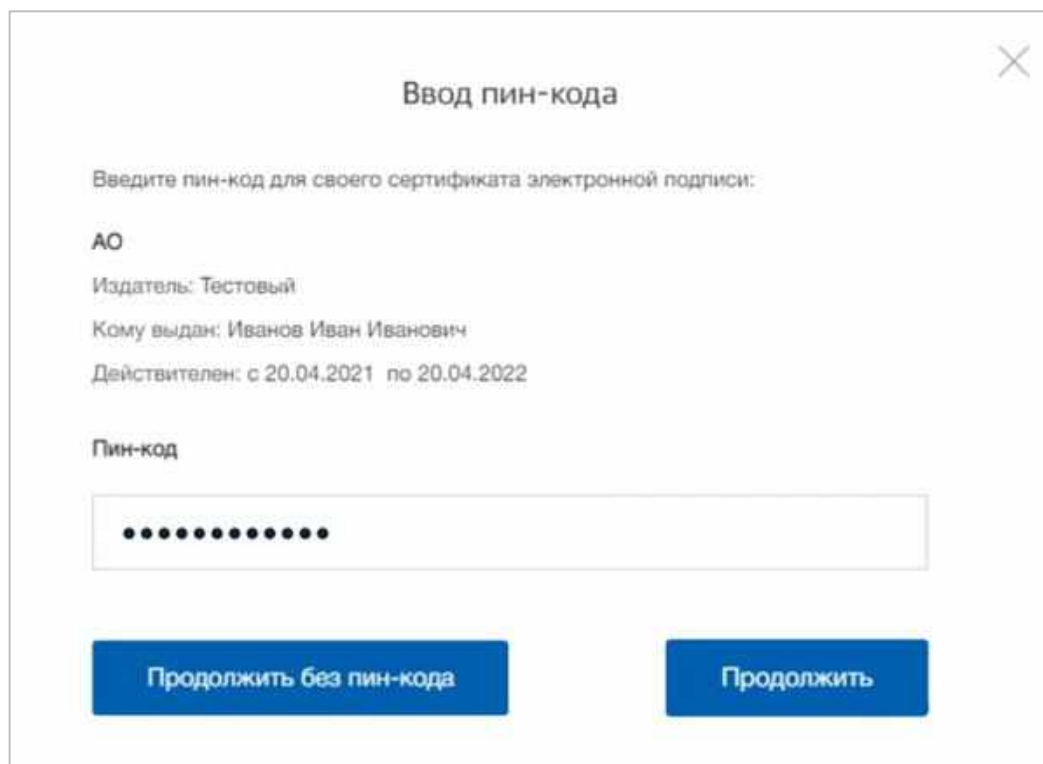 Ввод пин-кода
Введите пин-код для своего сертификата электронной подписи:
АО
Издатель: Тестовый
Кому выдан: Иванов Иван Иванович
Действителен: с 20.04.2021 по 20.04.2022
Пин-код
••••••••••••
Продолжить без пин-кода
Продолжить